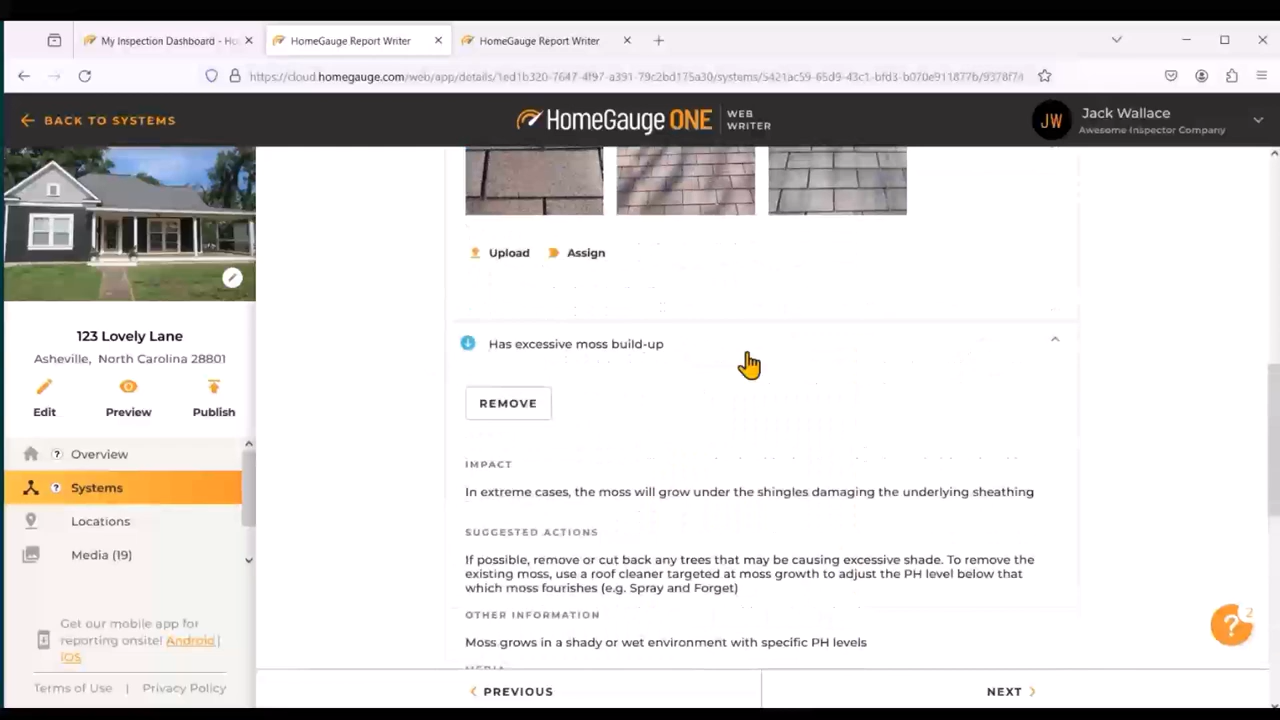 My Inspection Dashboard - Ho
HomeGauge Report Writer
HomeGauge Report Writer
BACK TO SYSTEMS
HomeGauge ONE
WEB
WRITER
JW
Jack Wallace
Awesome Inspector Company
123 Lovely Lane
Asheville, North Carolina 28801
Edit
Preview
Publish
? Overview
? Systems
Locations
Media (19)
Get our mobile app for
reporting onsite! Android |
iOS
Terms of Use | Privacy Policy
Upload
Assign
Has excessive moss build-up
REMOVE
IMPACT
In extreme cases, the moss will grow under the shingles damaging the underlying sheathing
SUGGESTED ACTIONS
If possible, remove or cut back any trees that may be causing excessive shade. To remove the
existing moss, use a roof cleaner targeted at moss growth to adjust the PH level below that
which moss fourishes (e.g. Spray and Forget)
OTHER INFORMATION
Moss grows in a shady or wet environment with specific PH levels
MEDIA
? 2
PREVIOUS
NEXT